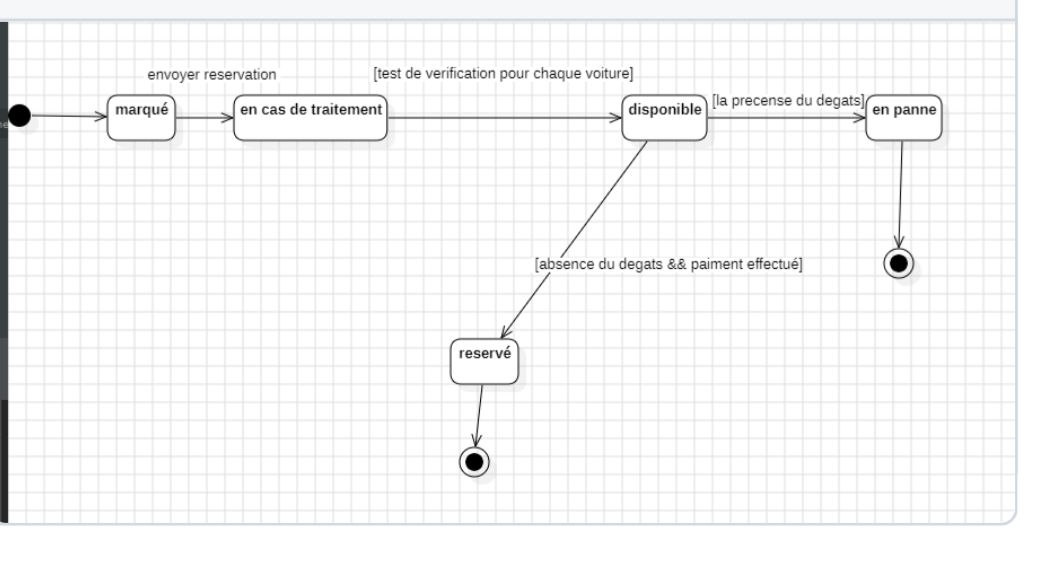 envoyer reservation
[test de verification pour chaque voiture]
marqué
en cas de traitement
disponible
[la precense du degats]
en panne
[absence du degats && paiment effectué]
reservé